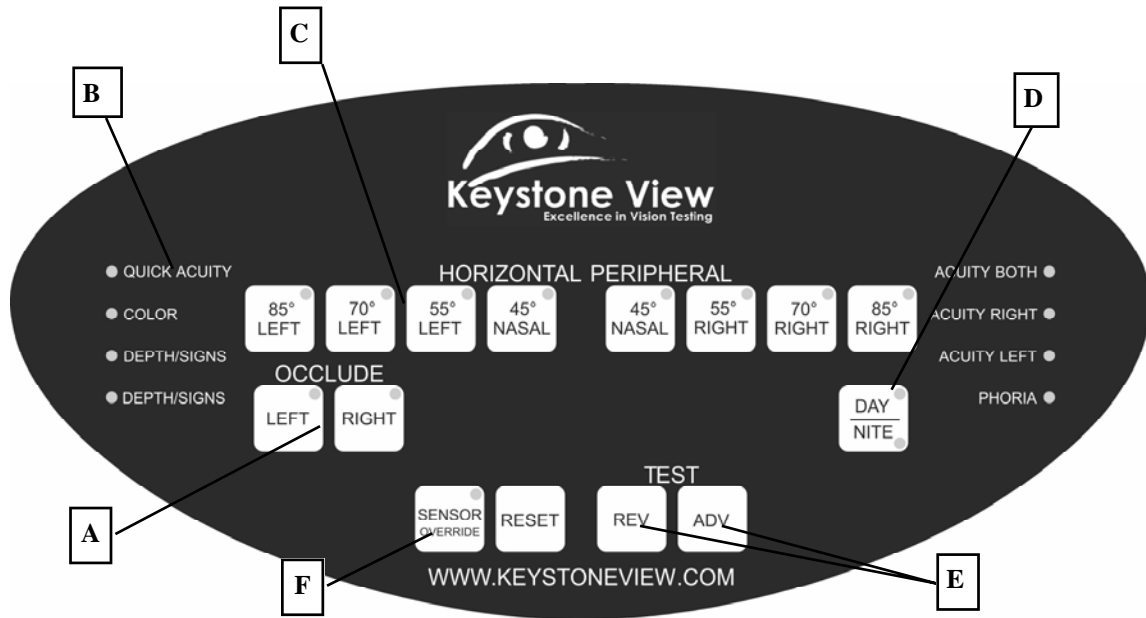 C
B
D
Keystone View
Excellence in Vision Testing
QUICK ACUITY
COLOR
DEPTH/SIGNS
DEPTH/SIGNS
HORIZONTAL PERIPHERAL
85°
LEFT
70°
LEFT
55°
LEFT
45°
NASAL
45°
NASAL
55°
RIGHT
70°
RIGHT
85°
RIGHT
ACUITY BOTH
ACUITY RIGHT
ACUITY LEFT
PHORIA
OCCLUDE
LEFT
RIGHT
DAY
NITE
TEST
SENSOR
OVERRIDE
RESET
REV
ADV
A
F
E
WWW.KEYSTONEVIEW.COM